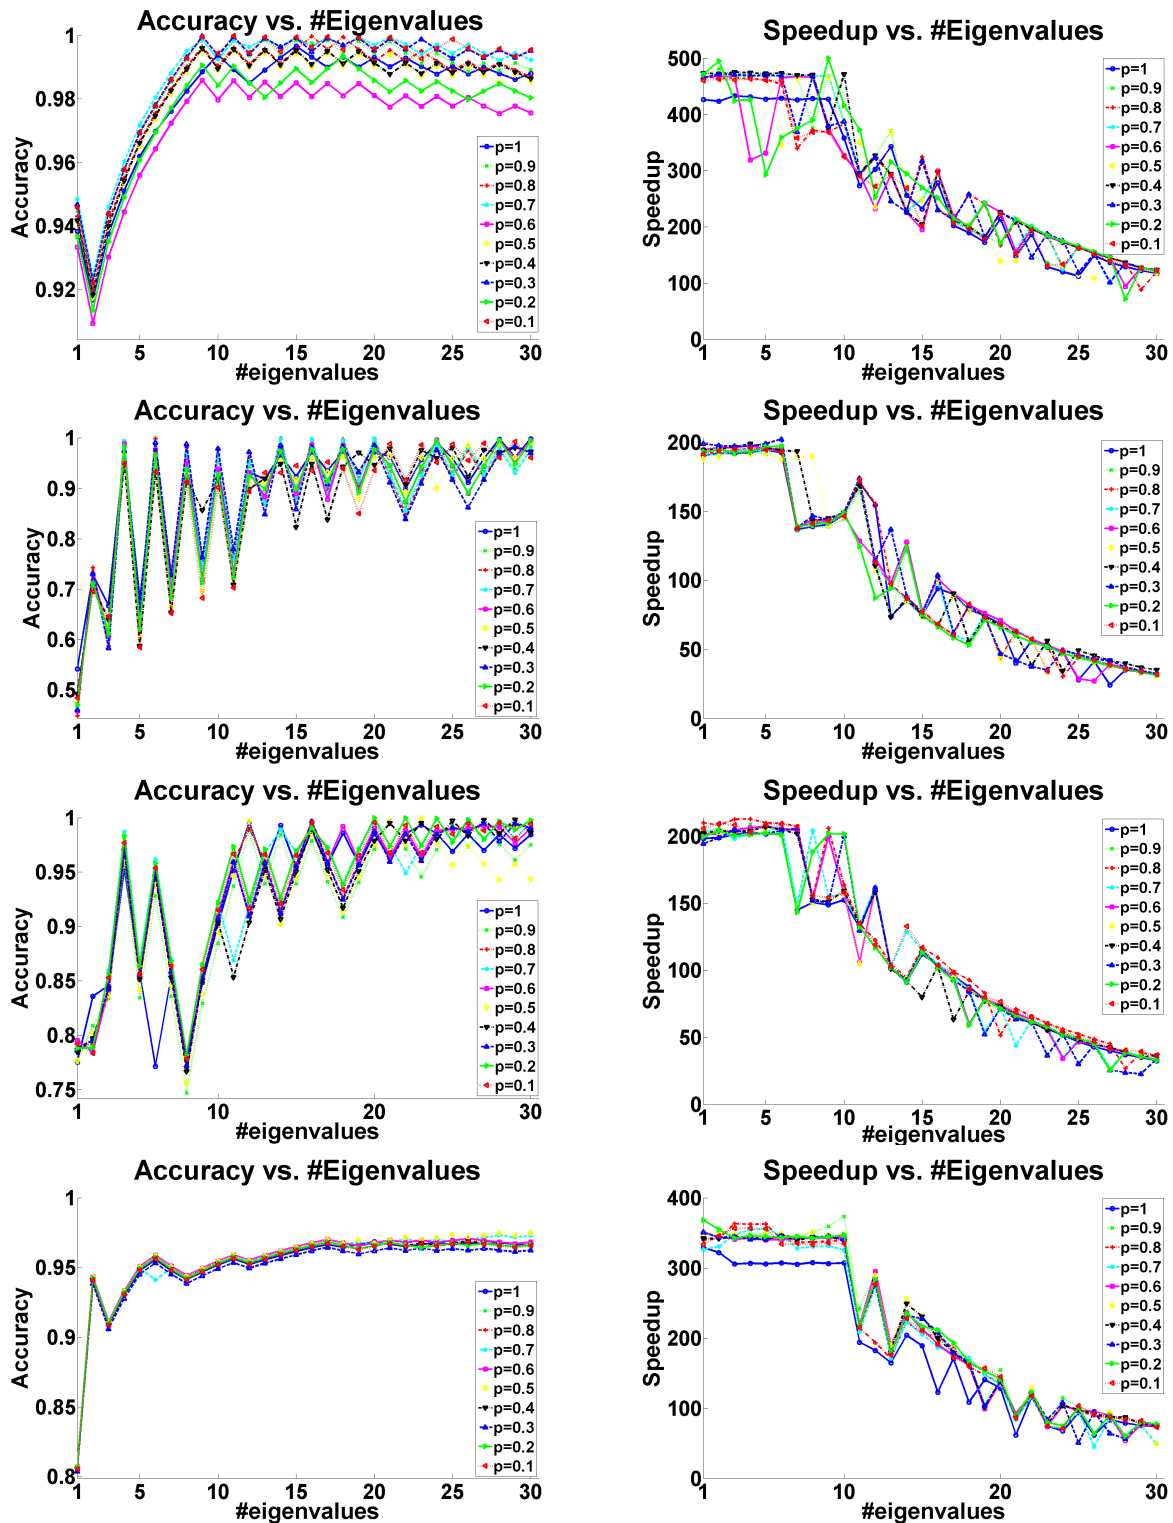 Accuracy vs. #Eigenvalues
1
0.98
0.96
0.94
0.92
Accuracy
p=1
p=0.9
p=0.8
p=0.7
p=0.6
p=0.5
p=0.4
p=0.3
p=0.2
p=0.1
1 5 10 15 20 25 30
#eigenvalues
Speedup vs. #Eigenvalues
500
400
300
200
100
0
Speedup
p=1
p=0.9
p=0.8
p=0.7
p=0.6
p=0.5
p=0.4
p=0.3
p=0.2
p=0.1
1 5 10 15 20 25 30
#eigenvalues
Accuracy vs. #Eigenvalues
1
0.9
0.8
0.7
0.6
0.5
Accuracy
p=1
p=0.9
p=0.8
p=0.7
p=0.6
p=0.5
p=0.4
p=0.3
p=0.2
p=0.1
1 5 10 15 20 25 30
#eigenvalues
Speedup vs. #Eigenvalues
200
150
100
50
0
Speedup
p=1
p=0.9
p=0.8
p=0.7
p=0.6
p=0.5
p=0.4
p=0.3
p=0.2
p=0.1
1 5 10 15 20 25 30
#eigenvalues
Accuracy vs. #Eigenvalues
1
0.95
0.9
0.85
0.8
0.75
Accuracy
p=1
p=0.9
p=0.8
p=0.7
p=0.6
p=0.5
p=0.4
p=0.3
p=0.2
p=0.1
1 10 20 30
#eigenvalues
Speedup vs. #Eigenvalues
200
150
100
50
0
Speedup
p=1
p=0.9
p=0.8
p=0.7
p=0.6
p=0.5
p=0.4
p=0.3
p=0.2
p=0.1
1 5 10 15 20 25 30
#eigenvalues
Accuracy vs. #Eigenvalues
1
0.95
0.9
0.85
0.8
Accuracy
p=1
p=0.9
p=0.8
p=0.7
p=0.6
p=0.5
p=0.4
p=0.3
p=0.2
p=0.1
1 5 10 15 20 25 30
#eigenvalues
Speedup vs. #Eigenvalues
400
300
200
100
0
Speedup
p=1
p=0.9
p=0.8
p=0.7
p=0.6
p=0.5
p=0.4
p=0.3
p=0.2
p=0.1
1 5 10 15 20 25 30
#eigenvalues